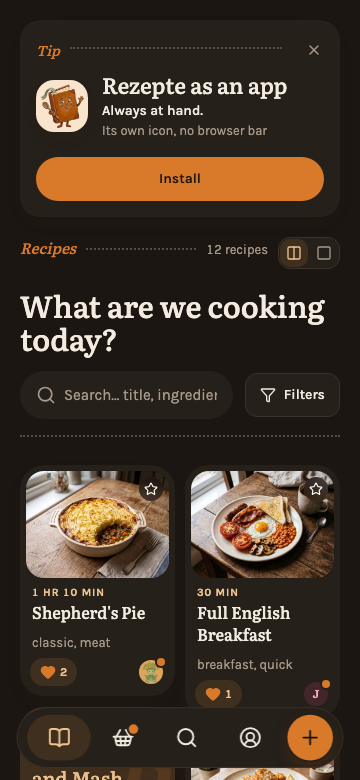 Tip
Rezepte as an app
Always at hand.
Its own icon, no browser bar
Install
Recipes
12 recipes
What are we cooking
today?
Search... title, ingredier
Filters
1 HR 10 MIN
Shepherd's Pie
classic, meat
2
30 MIN
Full English
Breakfast
breakfast, quick
1
J
and Mash